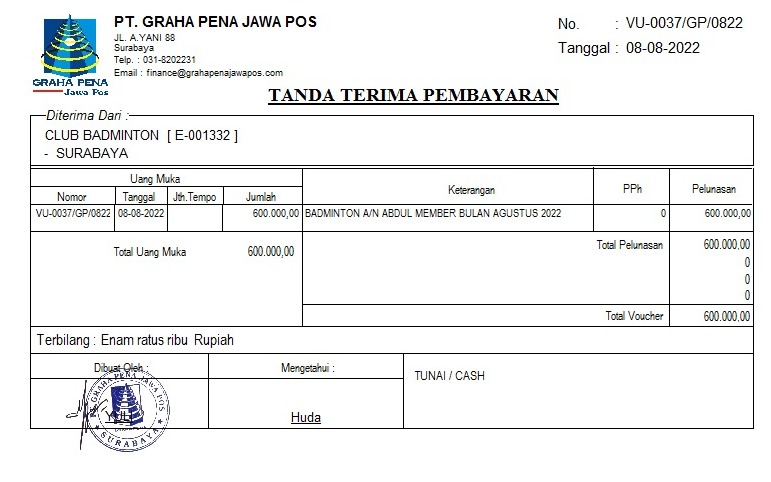 PT. GRAHA PENA JAWA POS
JL. A.YANI 88
Surabaya
Telp. : 031-8202231
Email : finance@grahapenajawapos.com
GRAHA PENA
Jawa Pos
No. : VU-0037/GP/0822
Tanggal : 08-08-2022
TANDA TERIMA PEMBAYARAN
Diterima Dari :
CLUB BADMINTON [ E-001332 ]
- SURABAYA
Uang Muka
Nomor Tanggal Jth.Tempo Jumlah Keterangan PPh Pelunasan
VU-0037/GP/0822 08-08-2022 600.000,00 BADMINTON A/N ABDUL MEMBER BULAN AGUSTUS 2022 0 600.000,00
Total Uang Muka 600.000,00 Total Pelunasan 600.000,00
0
0
0
Total Voucher 600.000,00
Terbilang : Enam ratus ribu Rupiah
Dibuat Oleh : Mengetahui : TUNAI / CASH
GRAHA PENA JAWA POS
SURABAYA
Huda